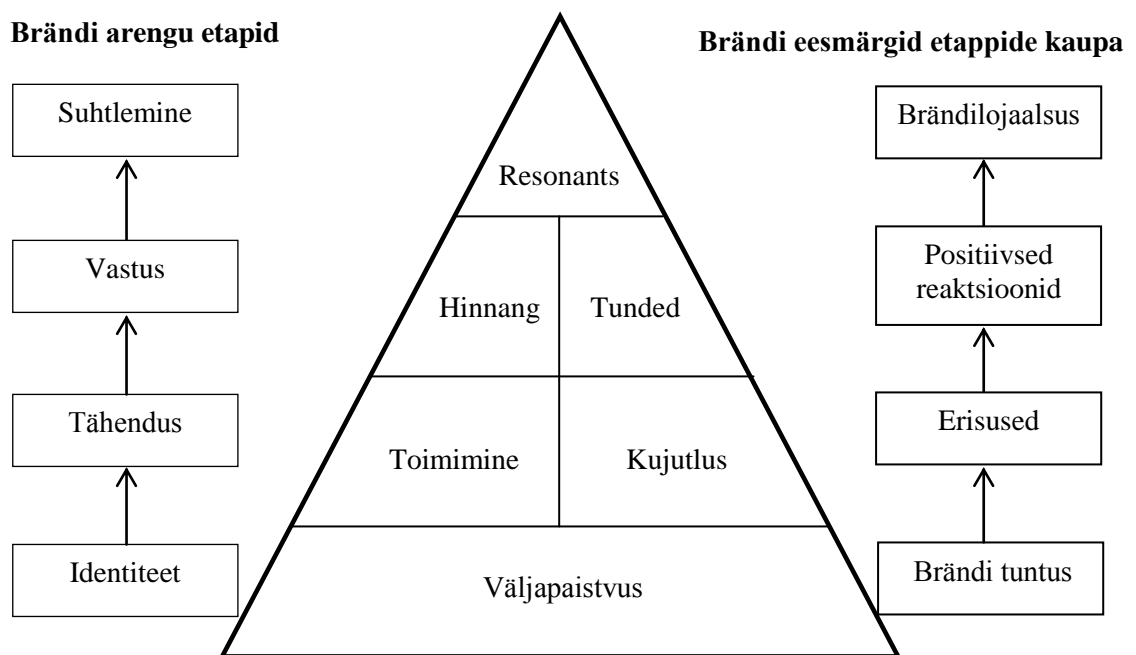 Brändi arengu etapid
Brändi eesmärgid etappide kaupa
Suhtlemine
Brändilojaalsus
Resonants
Vastus
Hinnang
Tunded
Positiivsed
reaktsioonid
Tähendus
Toimimine
Kujutlus
Erisused
Identiteet
Väljapaistvus
Brändi tuntus